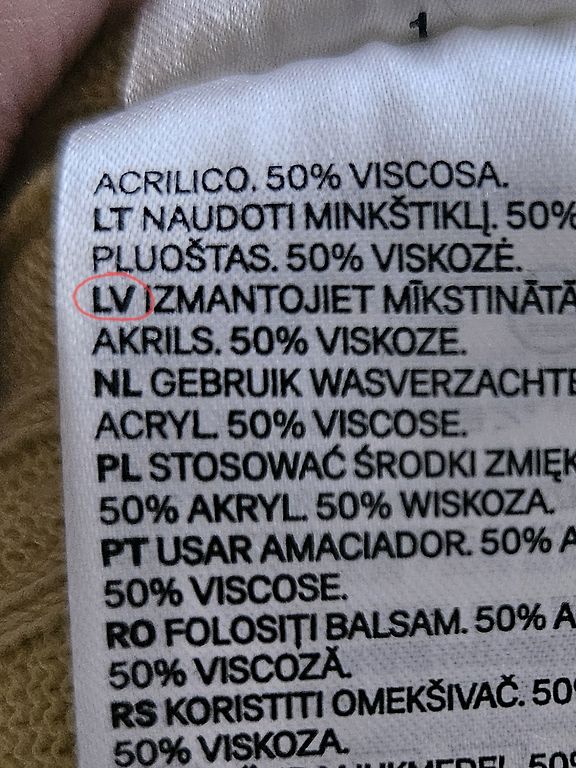 1
ACRILICO. 50% VISCOSA.
LT NAUDOTI MINKŠTIKLĮ. 50%
PLUOŠTAS. 50% VISKOZĖ.
LV IZMANTOJIET MĪKSTINĀTĀ
AKRILS. 50% VISKOZE.
NL GEBRUIK WASVERZACHTE
ACRYL. 50% VISCOSE.
PL STOSOWAĆ ŚRODKI ZMIĘK
50% AKRYL. 50% WISKOZA.
PT USAR AMACIADOR. 50% A
50% VISCOSE.
RO FOLOSIȚI BALSAM. 50% A
50% VISCOZĂ.
RS KORISTITI OMEKŠIVAČ. 50
50% VISKOZA.